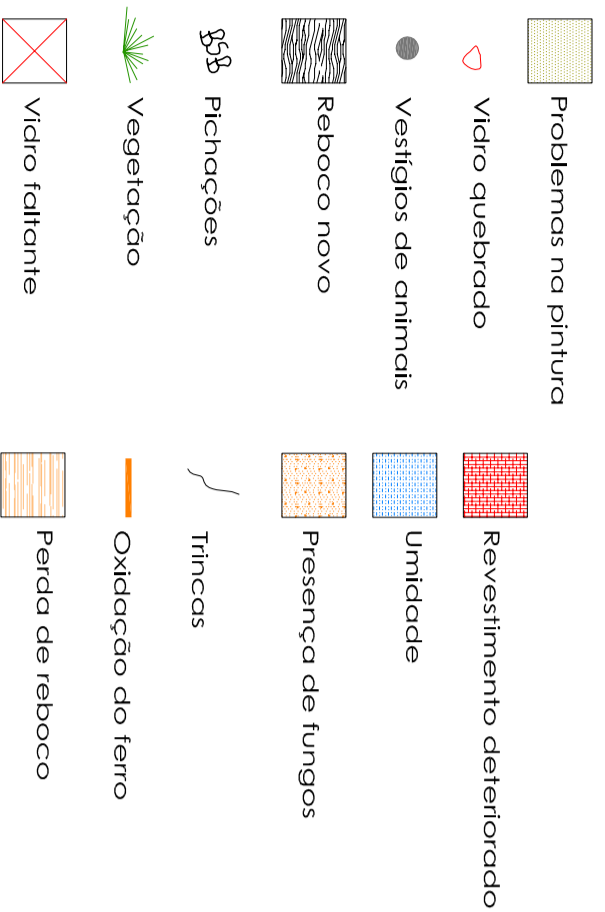 Problemas na pintura
Vidro quebrado
Vestígios de animais
Reboco novo
Pichações
Vegetação
Vidro faltante
Revestimento deteriorado
Umidade
Presença de fungos
Trincas
Oxidação do ferro
Perda de reboco